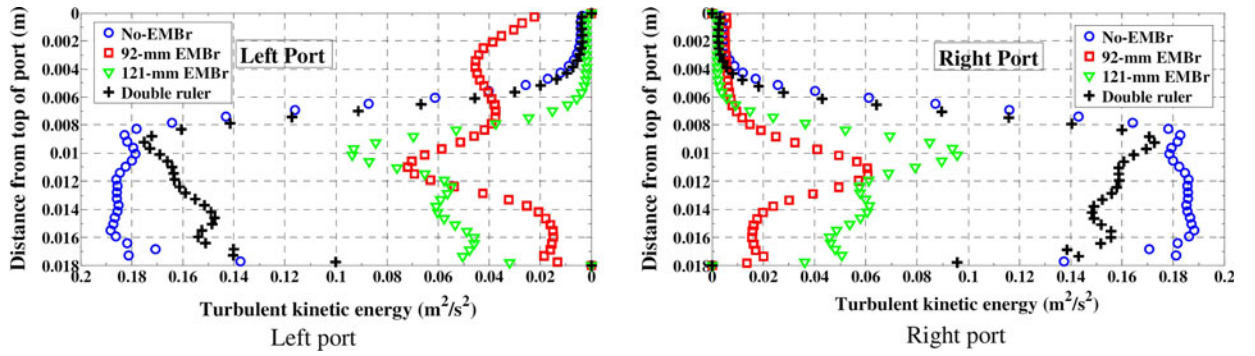 Distance from top of port (m)
0
0.002
0.004
0.006
0.008
0.01
0.012
0.014
0.016
0.018
No-EMBr
92-mm EMBr
121-mm EMBr
Double ruler
Left Port
0.2 0.18 0.16 0.14 0.12 0.1 0.08 0.06 0.04 0.02 0
Turbulent kinetic energy (m²/s²)
Left port
Distance from top of port (m)
0
0.002
0.004
0.006
0.008
0.01
0.012
0.014
0.016
0.018
Right Port
No-EMBr
92-mm EMBr
121-mm EMBr
Double ruler
0 0.02 0.04 0.06 0.08 0.1 0.12 0.14 0.16 0.18 0.2
Turbulent kinetic energy (m²/s²)
Right port